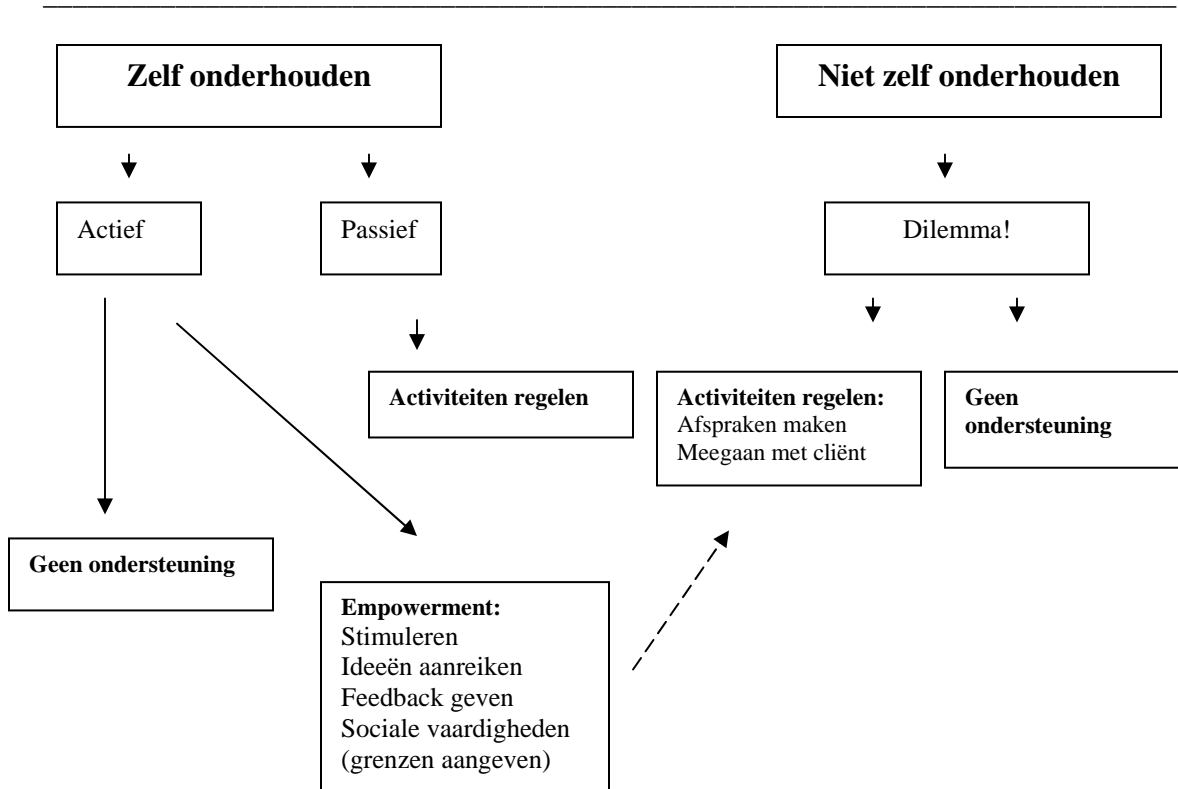 Zelf onderhouden
Niet zelf onderhouden
Actief
Passief
Dilemma!
Activiteiten regelen
Activiteiten regelen:
Afspraken maken
Meegaan met cliënt
Geen
ondersteuning
Geen ondersteuning
Empowerment:
Stimuleren
Ideeën aanreiken
Feedback geven
Sociale vaardigheden
(grenzen aangeven)